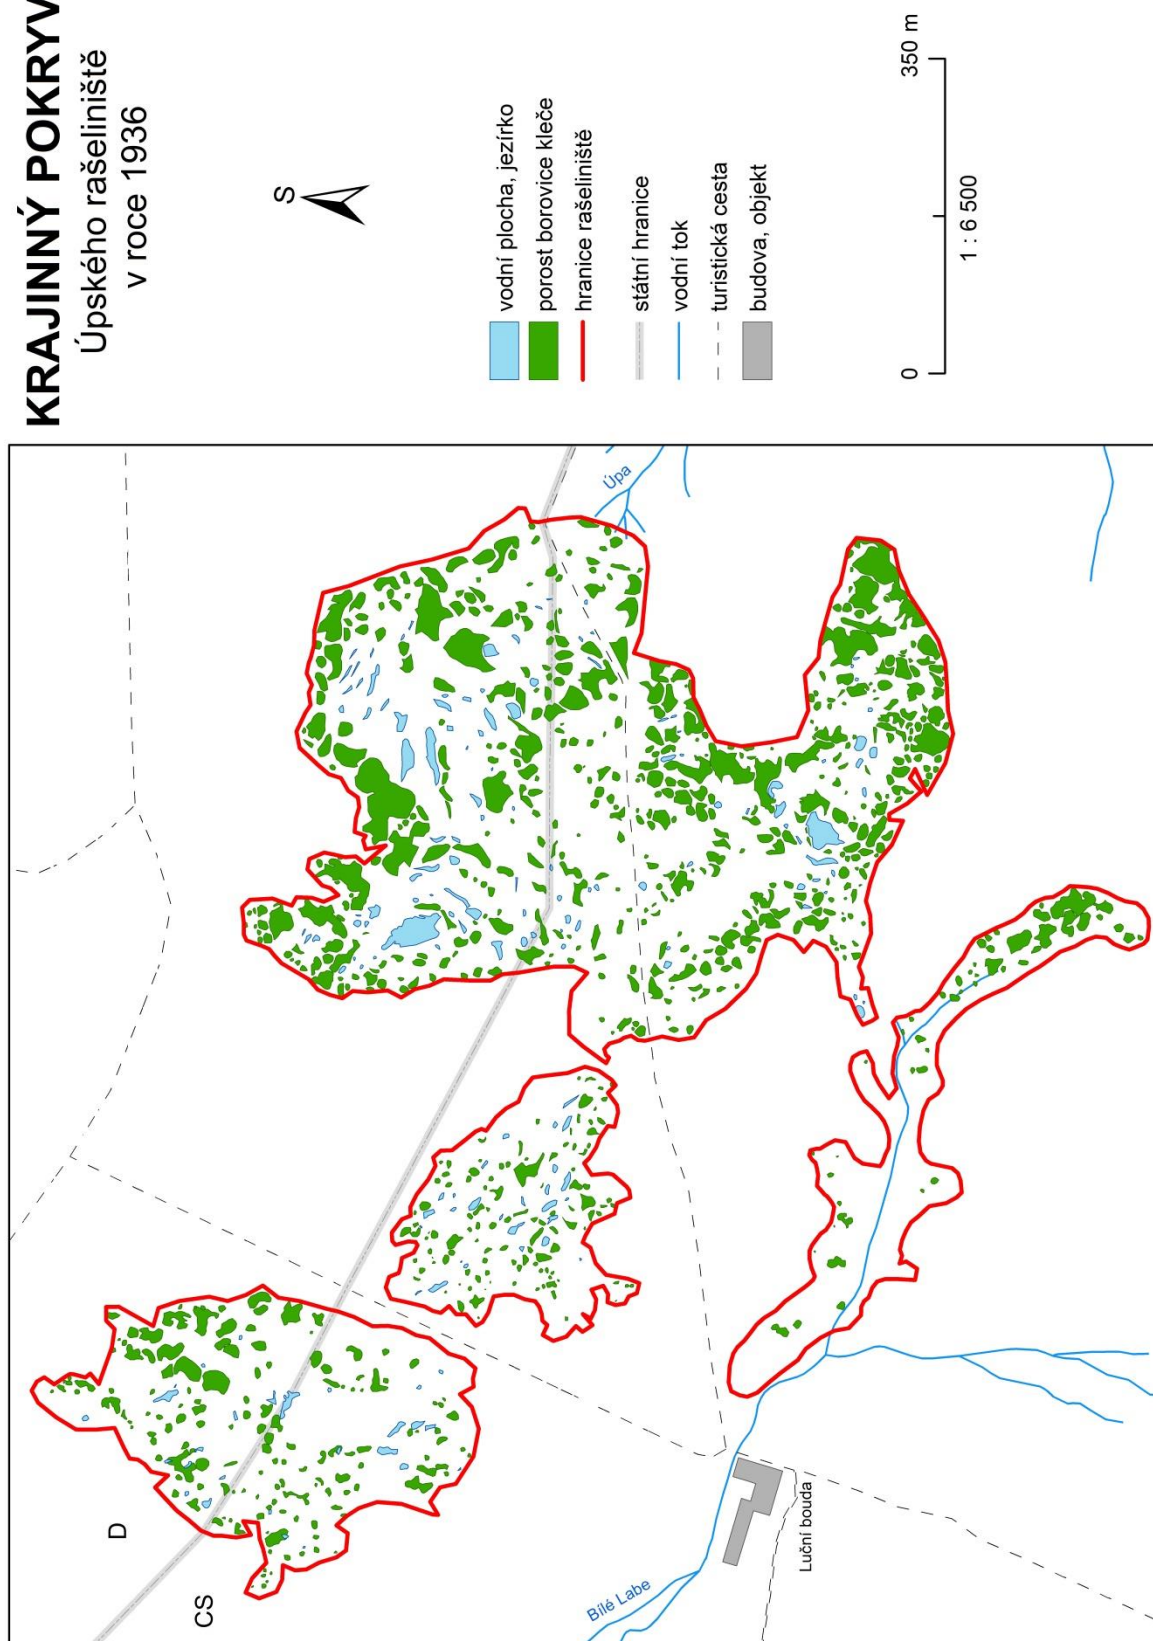 KRAJINNÝ POKRYV
Úpského rašeliniště
v roce 1936
S
vodní plocha, jezírko
porost borovice kleče
hranice rašeliniště
státní hranice
vodní tok
turistická cesta
budova, objekt
0
350 m
1 : 6 500
Úpa
D
CS
Bílé Labe
Luční bouda